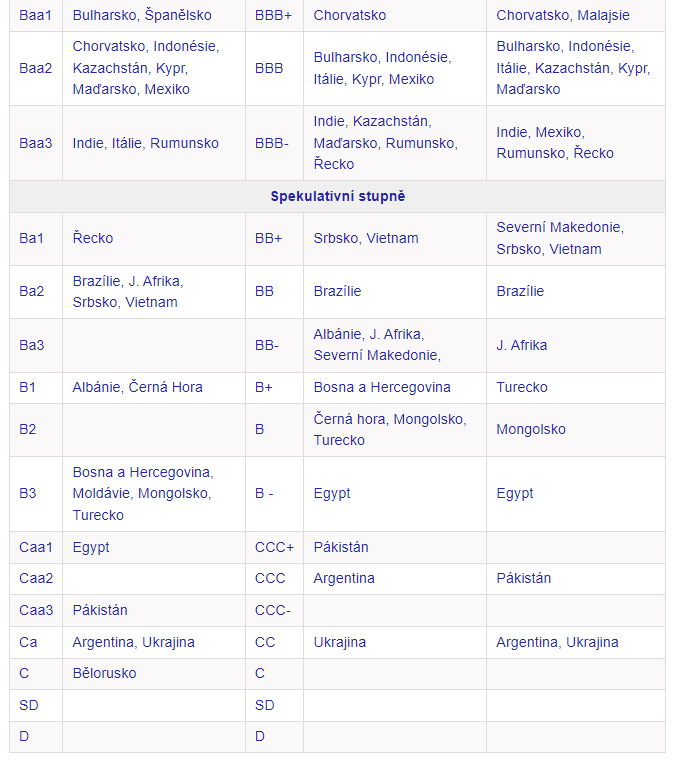 Baa1 Bulharsko, Španělsko BBB+ Chorvatsko Chorvatsko, Malajsie
Baa2 Chorvatsko, Indonésie, Kazachstán, Kypr, Maďarsko, Mexiko BBB Bulharsko, Indonésie, Itálie, Kypr, Mexiko Bulharsko, Indonésie, Itálie, Kazachstán, Kypr, Maďarsko
Baa3 Indie, Itálie, Rumunsko BBB- Indie, Kazachstán, Maďarsko, Rumunsko, Řecko Indie, Mexiko, Rumunsko, Řecko
Spekulativní stupně
Ba1 Řecko BB+ Srbsko, Vietnam Severní Makedonie, Srbsko, Vietnam
Ba2 Brazílie, J. Afrika, Srbsko, Vietnam BB Brazílie Brazílie
Ba3 BB- Albánie, J. Afrika, Severní Makedonie, J. Afrika
B1 Albánie, Černá Hora B+ Bosna a Hercegovina Turecko
B2 B Černá hora, Mongolsko, Turecko Mongolsko
B3 Bosna a Hercegovina, Moldávie, Mongolsko, Turecko B - Egypt Egypt
Caa1 Egypt CCC+ Pákistán
Caa2 CCC Argentina Pákistán
Caa3 Pákistán CCC-
Ca Argentina, Ukrajina CC Ukrajina Argentina, Ukrajina
C Bělorusko C
SD SD
D D